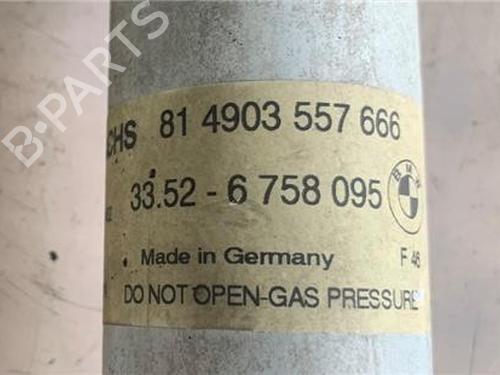 B-PARTS
CHS 81 4903 557 666
33.52 - 6 758 095 BMW
Made in Germany F 46
DO NOT OPEN-GAS PRESSURE